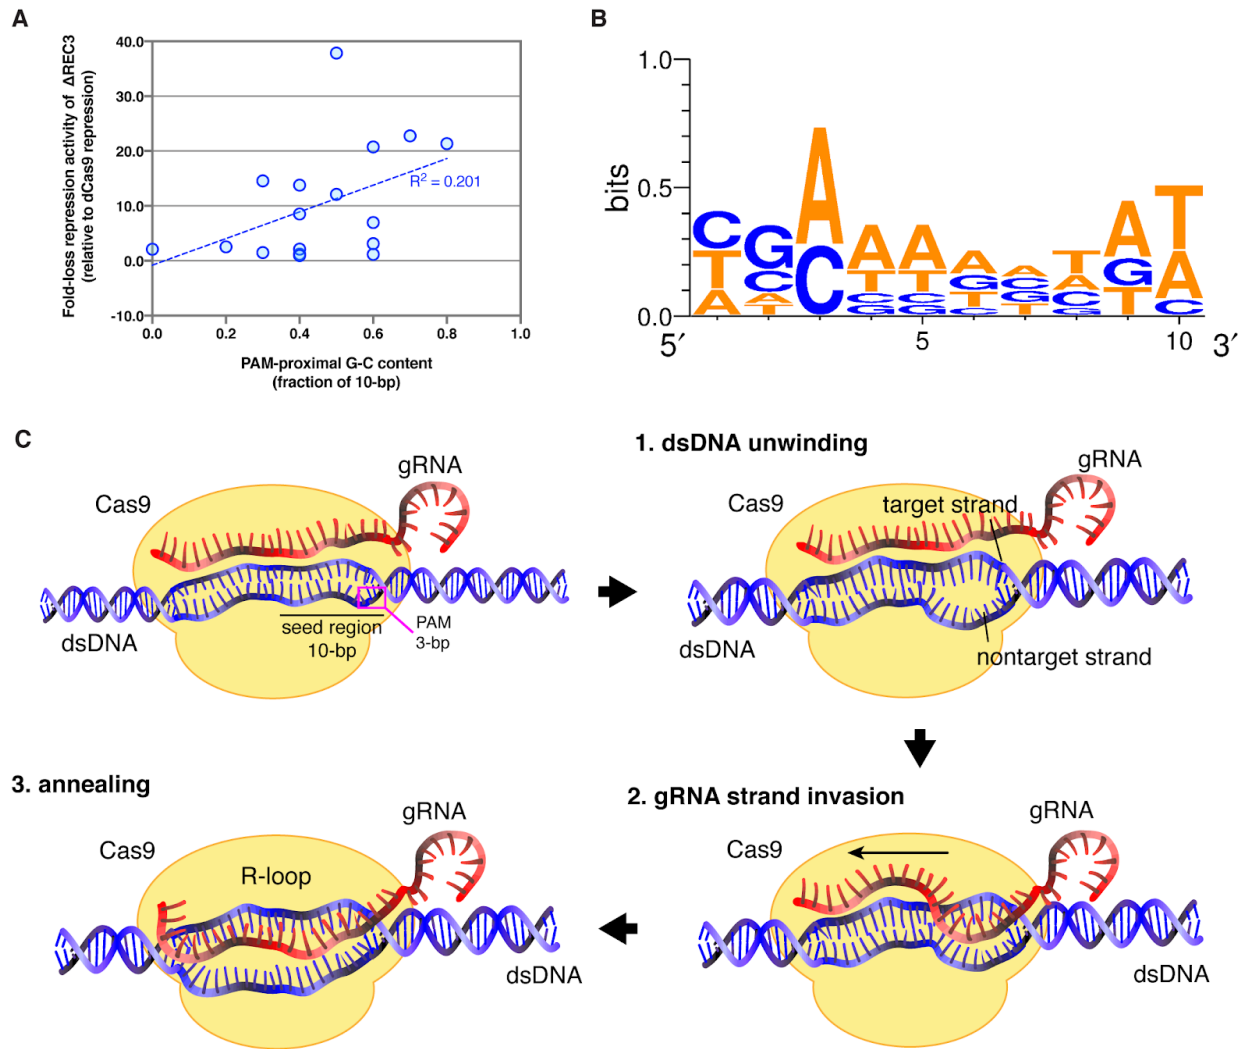 A
Fold-loss repression activity of ΔREC3
(relative to dCas9 repression)
40.0
30.0
20.0
10.0
0.0
-10.0
R² = 0.201
0.0 0.2 0.4 0.6 0.8 1.0
PAM-proximal G-C content
(fraction of 10-bp)
B
bits
1.0
0.5
0.0
C T A
G C A T
A C
A T C G
A T C G
A G T C
A C G T
T A C
A G T
T A C
5′ 5 10 3′
C
Cas9
gRNA
dsDNA
seed region
10-bp
PAM
3-bp
1. dsDNA unwinding
Cas9
gRNA
target strand
dsDNA
nontarget strand
3. annealing
Cas9
gRNA
R-loop
dsDNA
2. gRNA strand invasion
Cas9
gRNA
dsDNA